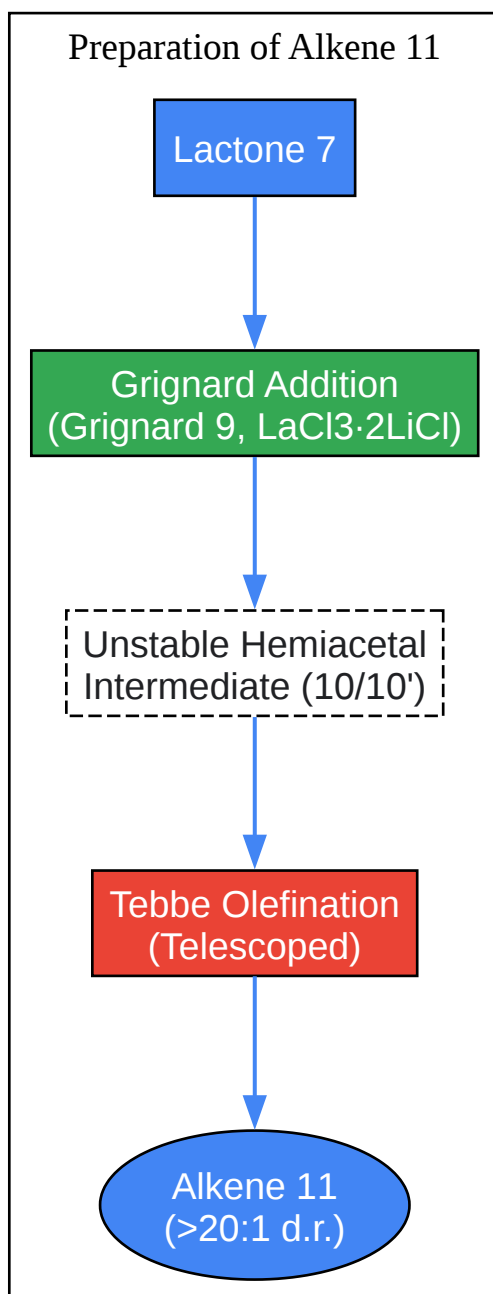 Preparation of Alkene 11
Lactone 7
Grignard Addition
(Grignard 9, LaCl3·2LiCl)
Unstable Hemiacetal
Intermediate (10/10')
Tebbe Olefination
(Telescoped)
Alkene 11
(>20:1 d.r.)